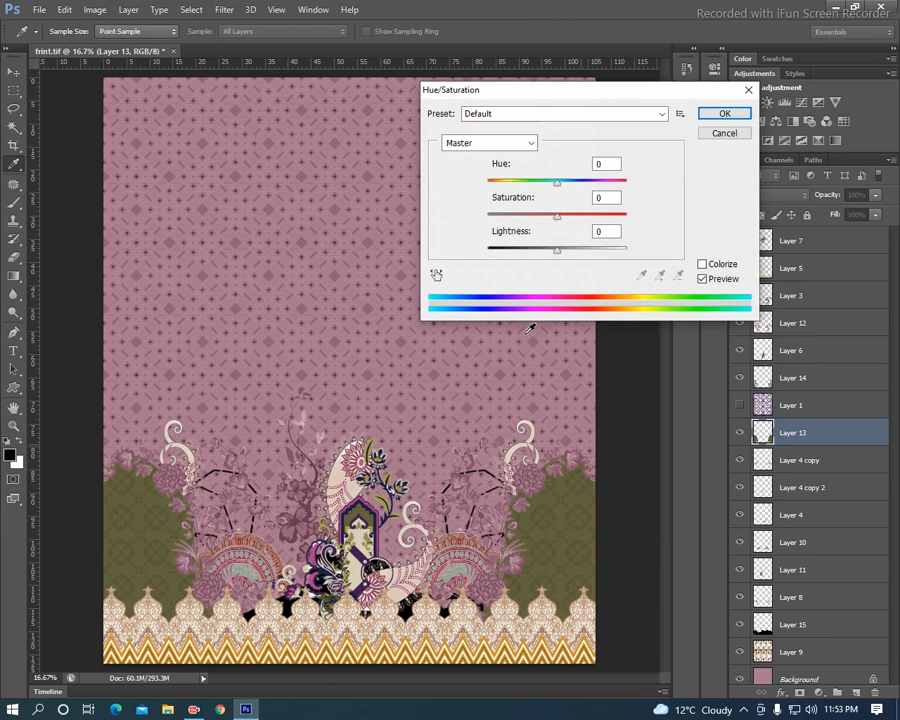 Ps File Edit Image Layer Type Select Filter 3D View Window Help
Recorded with iFun Screen Recorder
Sample Size: Point Sample Sample: All Layers Show Sampling Ring Essentials
frint.tif @ 16.7% (Layer 13, RGB/8) * ×
Color Swatches
Adjustments Styles
adjustment
Hue/Saturation
Preset: Default OK
Cancel
Master
Hue: 0
Saturation: 0
Lightness: 0
Colorize
Preview
Channels Paths
Opacity: 100%
Fill: 100%
Layer 7
Layer 5
Layer 3
Layer 12
Layer 6
Layer 14
Layer 1
Layer 13
Layer 4 copy
Layer 4 copy 2
Layer 4
Layer 10
Layer 11
Layer 8
Layer 15
Layer 9
Background
16.67% Doc: 60.1M/293.3M
Timeline
12°C Cloudy 11:53 PM